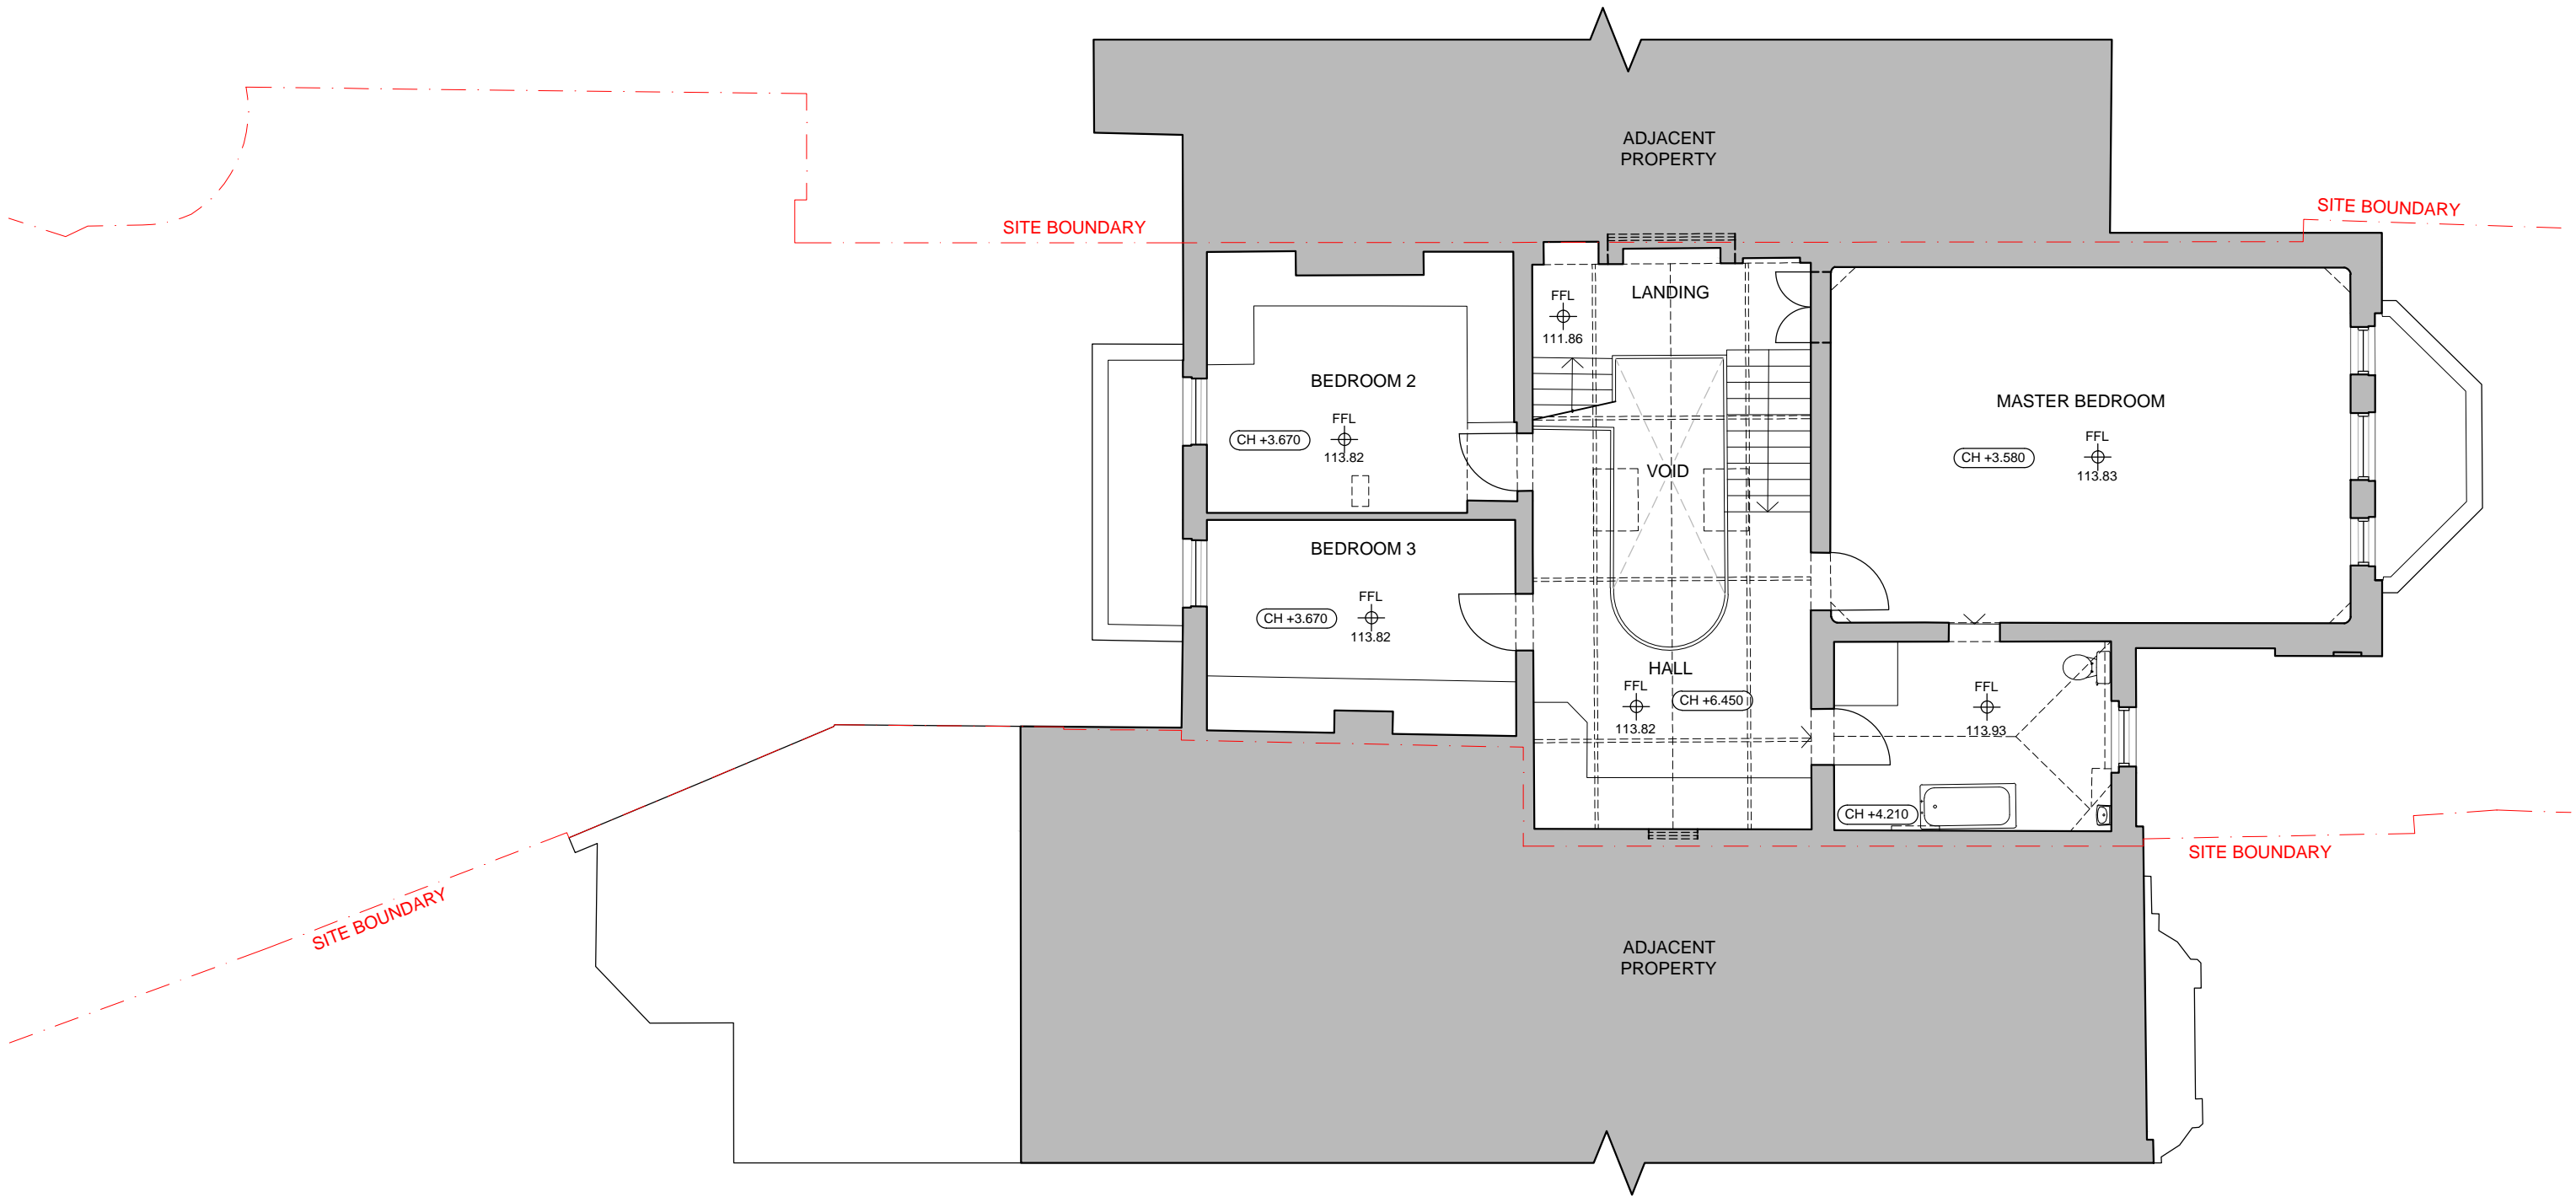 ADJACENT
PROPERTY
SITE BOUNDARY
SITE BOUNDARY
LANDING
FFL
111.86
BEDROOM 2
FFL
CH +3.670
113.82
VOID
MASTER BEDROOM
FFL
CH +3.580
113.83
BEDROOM 3
FFL
CH +3.670
113.82
HALL
FFL
CH +6.450
113.82
FFL
113.93
CH +4.210
SITE BOUNDARY
SITE BOUNDARY
ADJACENT
PROPERTY